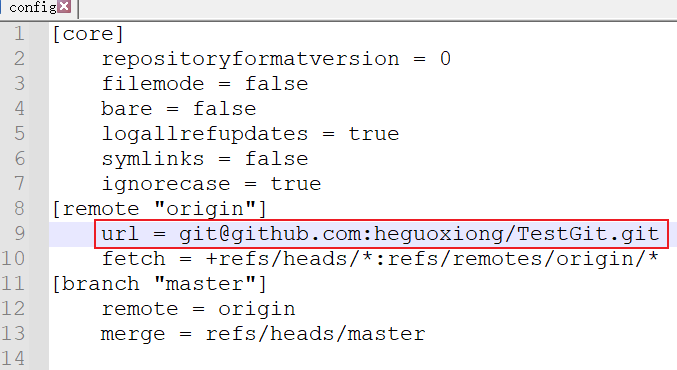 config
1 [core]
2     repositoryformatversion = 0
3     filemode = false
4     bare = false
5     logallrefupdates = true
6     symlinks = false
7     ignorecase = true
8 [remote "origin"]
9     url = git@github.com:heguoxiong/TestGit.git
10     fetch = +refs/heads/*:refs/remotes/origin/*
11 [branch "master"]
12     remote = origin
13     merge = refs/heads/master
14